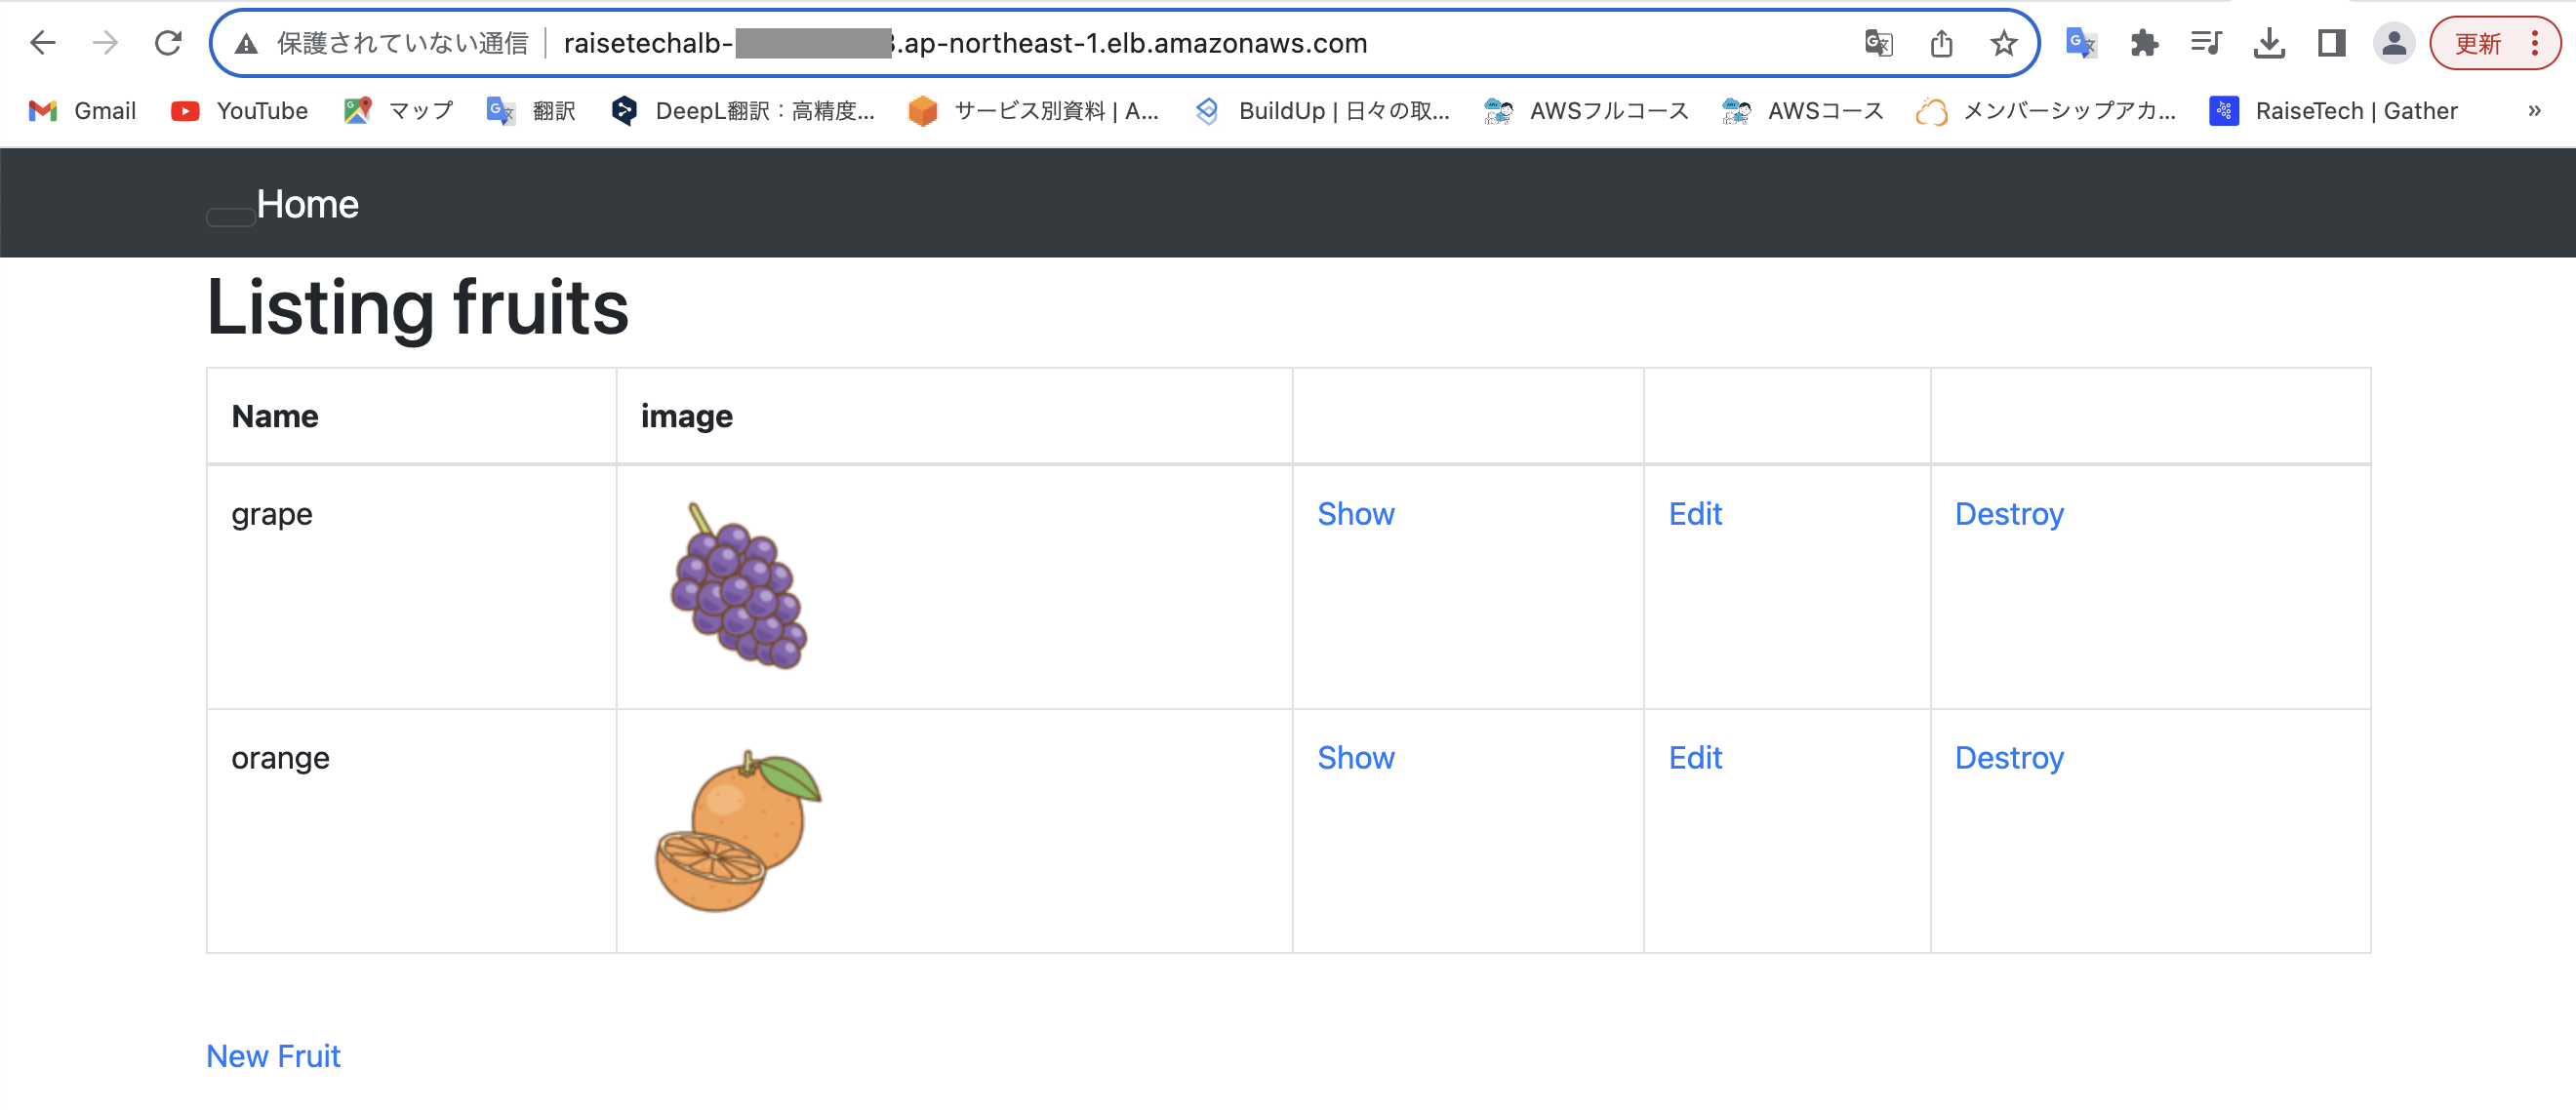 保護されていない通信 raisetechalb- .ap-northeast-1.elb.amazonaws.com 更新
Gmail YouTube マップ 翻訳 DeepL翻訳：高精度... サービス別資料 | A... BuildUp | 日々の取... AWSフルコース AWSコース メンバーシップアカ... RaiseTech | Gather »
Home
Listing fruits
Name image
grape Show Edit Destroy
orange Show Edit Destroy
New Fruit